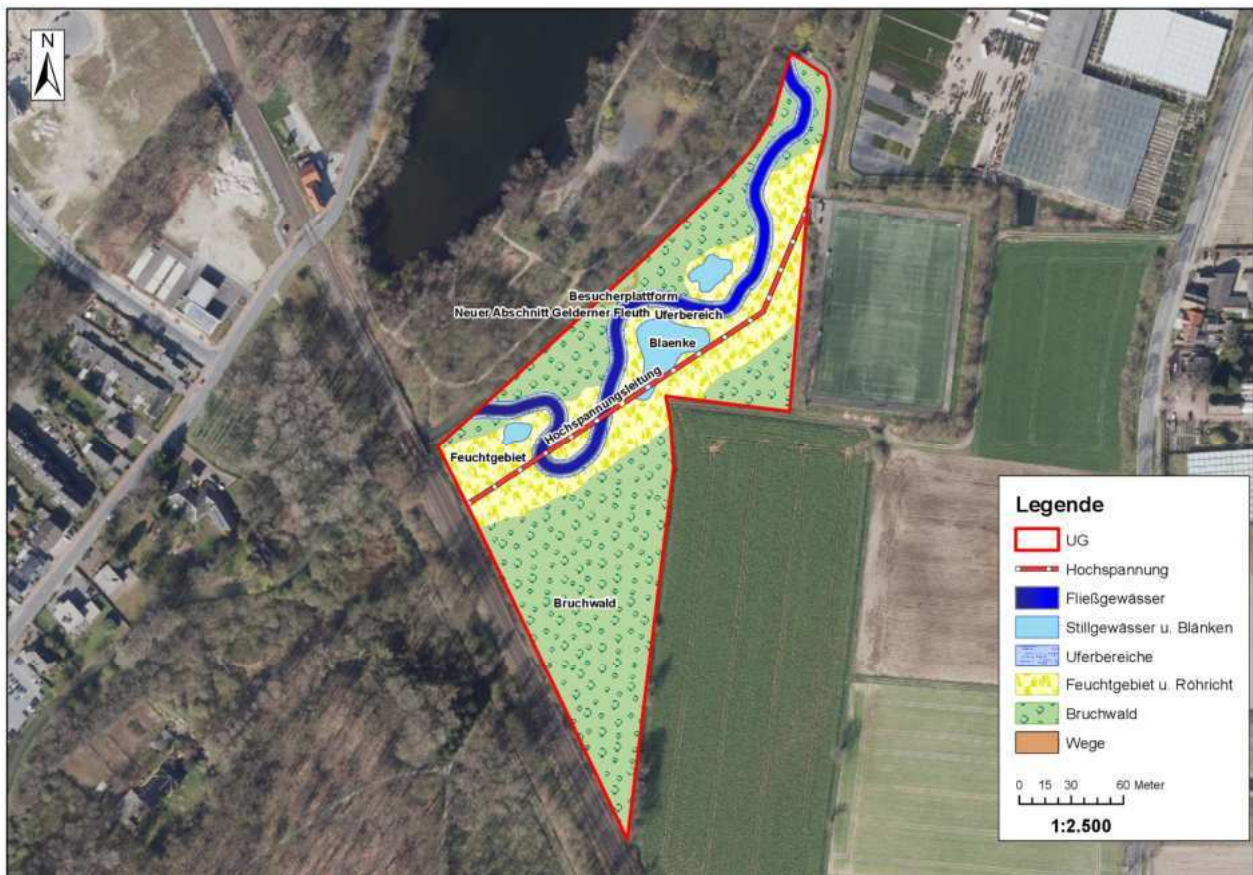 N
Besucherplattform
Neuer Abschnitt Gelderner Fleuth Uferbereich
Blaenke
Hochspannungsleitung
Feuchtgebiet
Bruchwald
Legende
UG
Hochspannung
Fließgewässer
Stillgewässer u. Blänken
Uferbereiche
Feuchtgebiet u. Röhricht
Bruchwald
Wege
0 15 30 60 Meter
1:2.500